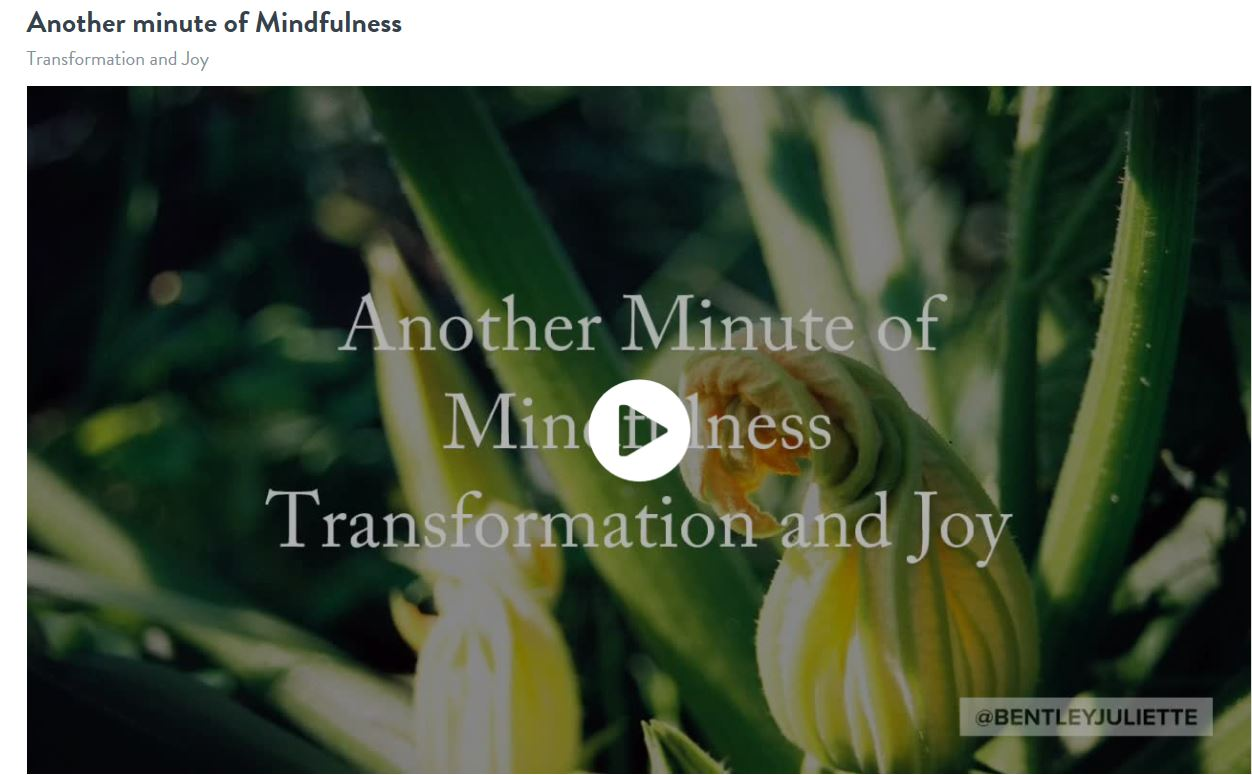 Another minute of Mindfulness
Transformation and Joy
Another Minute of
Mindfulness
Transformation and Joy
@BENTLEYJULIETTE